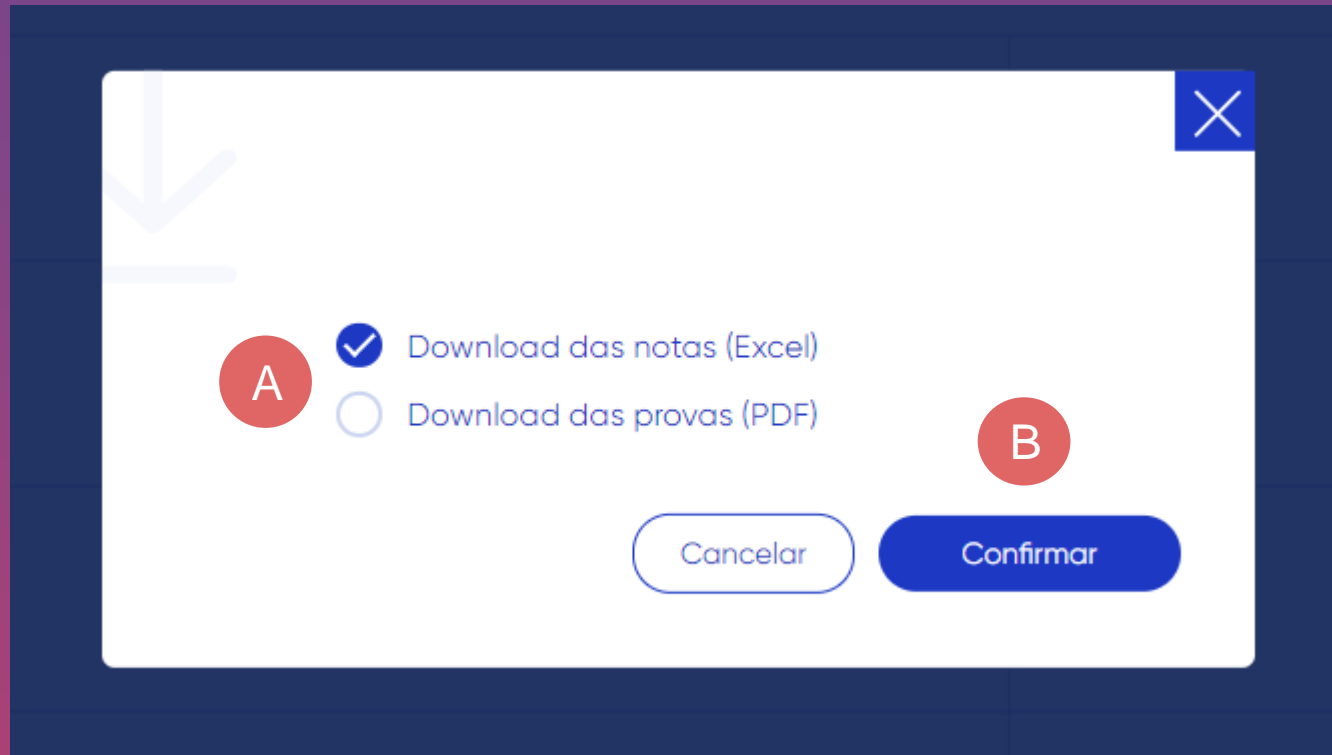 Download das notas (Excel)
A
Download das provas (PDF)
B
Cancelar
Confirmar